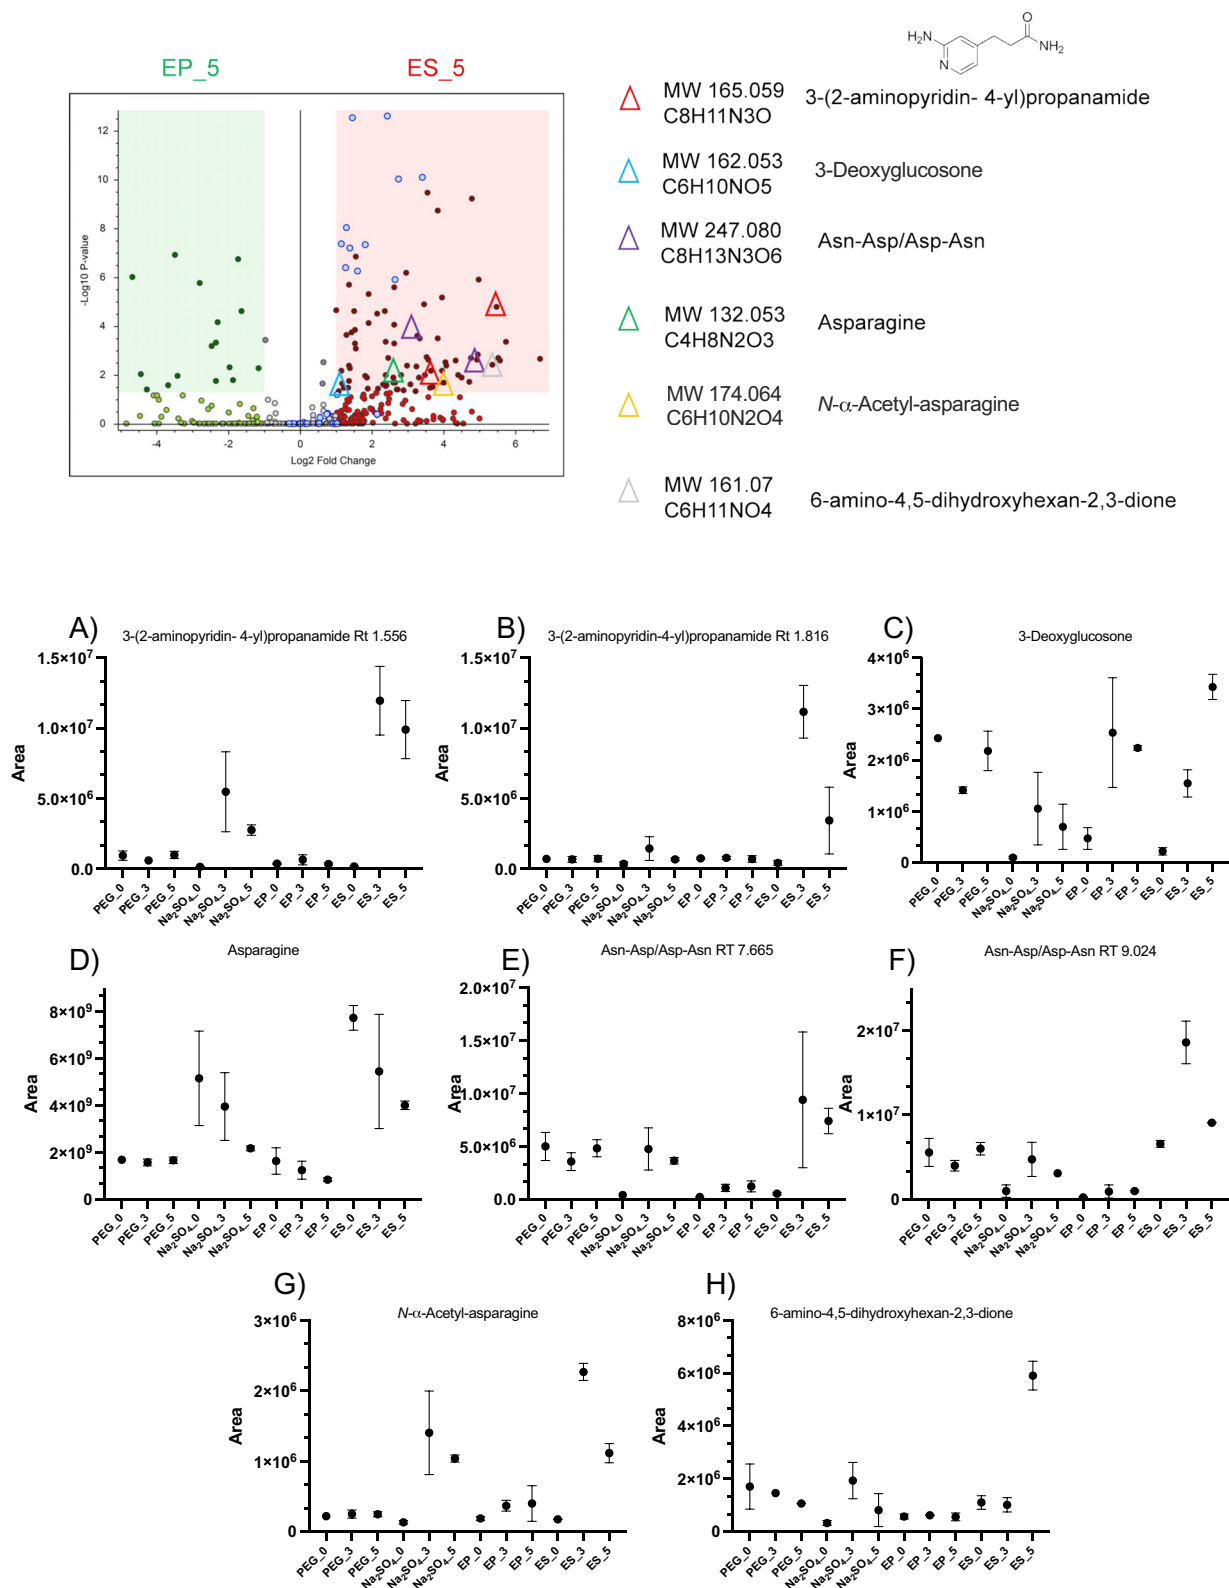 EP_5
ES_5
O
H₂N
N
NH₂
12
10
8
6
4
2
0
-Log10 P-value
-4
-2
0
2
4
6
Log2 Fold Change
MW 165.059
C8H11N3O
3-(2-aminopyridin- 4-yl)propanamide
MW 162.053
C6H10NO5
3-Deoxyglucosone
MW 247.080
C8H13N3O6
Asn-Asp/Asp-Asn
MW 132.053
C4H8N2O3
Asparagine
MW 174.064
C6H10N2O4
N-α-Acetyl-asparagine
MW 161.07
C6H11NO4
6-amino-4,5-dihydroxyhexan-2,3-dione
A)
3-(2-aminopyridin- 4-yl)propanamide Rt 1.556
1.5×10⁷
1.0×10⁷
5.0×10⁶
0.0
Area
PEG_0
PEG_3
PEG_5
Na₂SO₄_0
Na₂SO₄_3
Na₂SO₄_5
EP_0
EP_3
EP_5
ES_0
ES_3
ES_5
B)
3-(2-aminopyridin-4-yl)propanamide Rt 1.816
1.5×10⁷
1.0×10⁷
5.0×10⁶
0.0
Area
PEG_0
PEG_3
PEG_5
Na₂SO₄_0
Na₂SO₄_3
Na₂SO₄_5
EP_0
EP_3
EP_5
ES_0
ES_3
ES_5
C)
3-Deoxyglucosone
4×10⁶
3×10⁶
2×10⁶
1×10⁶
0
Area
PEG_0
PEG_3
PEG_5
Na₂SO₄_0
Na₂SO₄_3
Na₂SO₄_5
EP_0
EP_3
EP_5
ES_0
ES_3
ES_5
D)
Asparagine
8×10⁹
6×10⁹
4×10⁹
2×10⁹
0
Area
PEG_0
PEG_3
PEG_5
Na₂SO₄_0
Na₂SO₄_3
Na₂SO₄_5
EP_0
EP_3
EP_5
ES_0
ES_3
ES_5
E)
Asn-Asp/Asp-Asn RT 7.665
2.0×10⁷
1.5×10⁷
1.0×10⁷
5.0×10⁶
0.0
Area
PEG_0
PEG_3
PEG_5
Na₂SO₄_0
Na₂SO₄_3
Na₂SO₄_5
EP_0
EP_3
EP_5
ES_0
ES_3
ES_5
F)
Asn-Asp/Asp-Asn RT 9.024
2×10⁷
1×10⁷
0
Area
PEG_0
PEG_3
PEG_5
Na₂SO₄_0
Na₂SO₄_3
Na₂SO₄_5
EP_0
EP_3
EP_5
ES_0
ES_3
ES_5
G)
N-α-Acetyl-asparagine
3×10⁶
2×10⁶
1×10⁶
0
Area
PEG_0
PEG_3
PEG_5
Na₂SO₄_0
Na₂SO₄_3
Na₂SO₄_5
EP_0
EP_3
EP_5
ES_0
ES_3
ES_5
H)
6-amino-4,5-dihydroxyhexan-2,3-dione
8×10⁶
6×10⁶
4×10⁶
2×10⁶
0
Area
PEG_0
PEG_3
PEG_5
Na₂SO₄_0
Na₂SO₄_3
Na₂SO₄_5
EP_0
EP_3
EP_5
ES_0
ES_3
ES_5